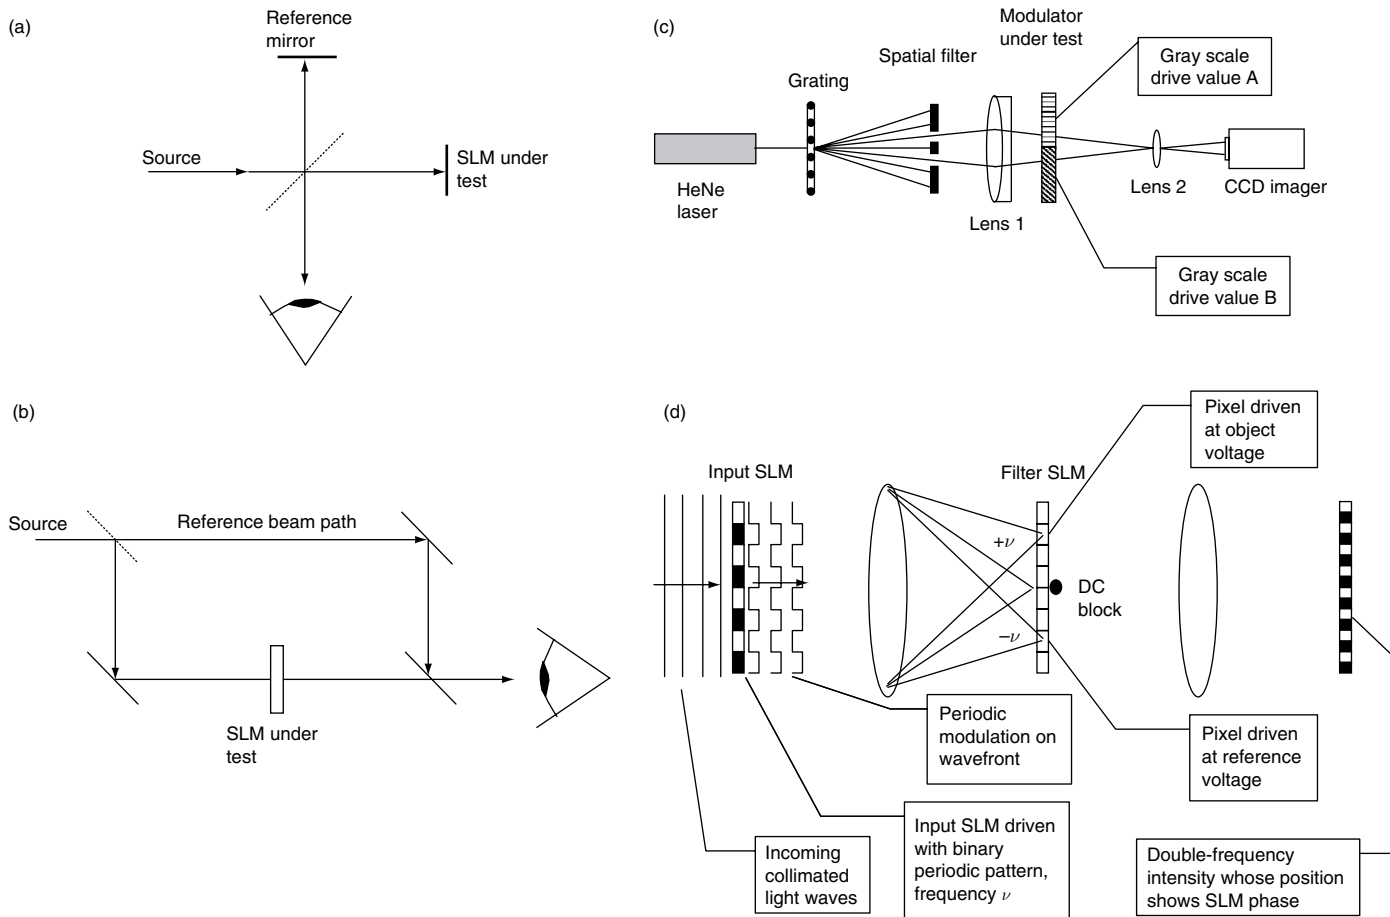 (a)
Reference
mirror
Source
SLM under
test
(b)
Source
Reference beam path
SLM under
test
(c)
Modulator
under test
Spatial filter
Grating
Gray scale
drive value A
HeNe
laser
Lens 1
Lens 2
CCD imager
Gray scale
drive value B
(d)
Pixel driven
at object
voltage
Input SLM
Filter SLM
+ν
DC
block
−ν
Periodic
modulation on
wavefront
Pixel driven
at reference
voltage
Incoming
collimated
light waves
Input SLM driven
with binary
periodic pattern,
frequency ν
Double-frequency
intensity whose position
shows SLM phase